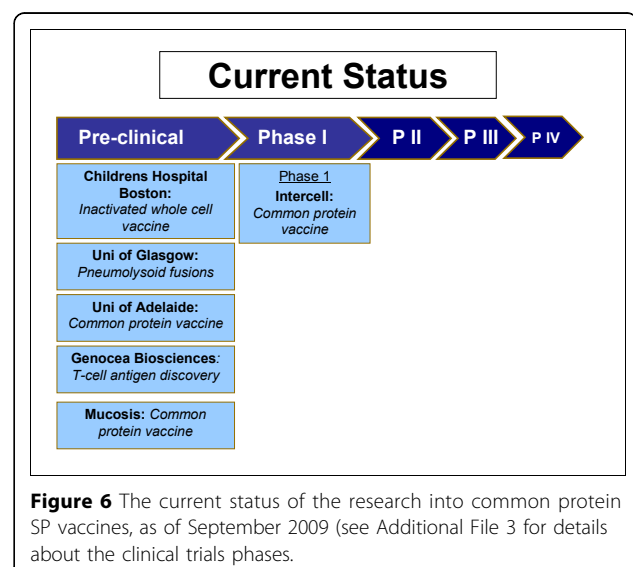 Current Status
Pre-clinical
Phase I
P II
P III
P IV
Childrens Hospital
Boston:
Inactivated whole cell
vaccine
Uni of Glasgow:
Pneumolysoid fusions
Uni of Adelaide:
Common protein vaccine
Genocea Biosciences:
T-cell antigen discovery
Mucosis: Common
protein vaccine
Phase 1
Intercell:
Common protein
vaccine
Figure 6 The current status of the research into common protein
SP vaccines, as of September 2009 (see Additional File 3 for details
about the clinical trials phases.